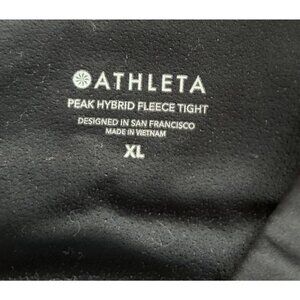 ATHLETA
PEAK HYBRID FLEECE TIGHT
DESIGNED IN SAN FRANCISCO
MADE IN VIETNAM
XL